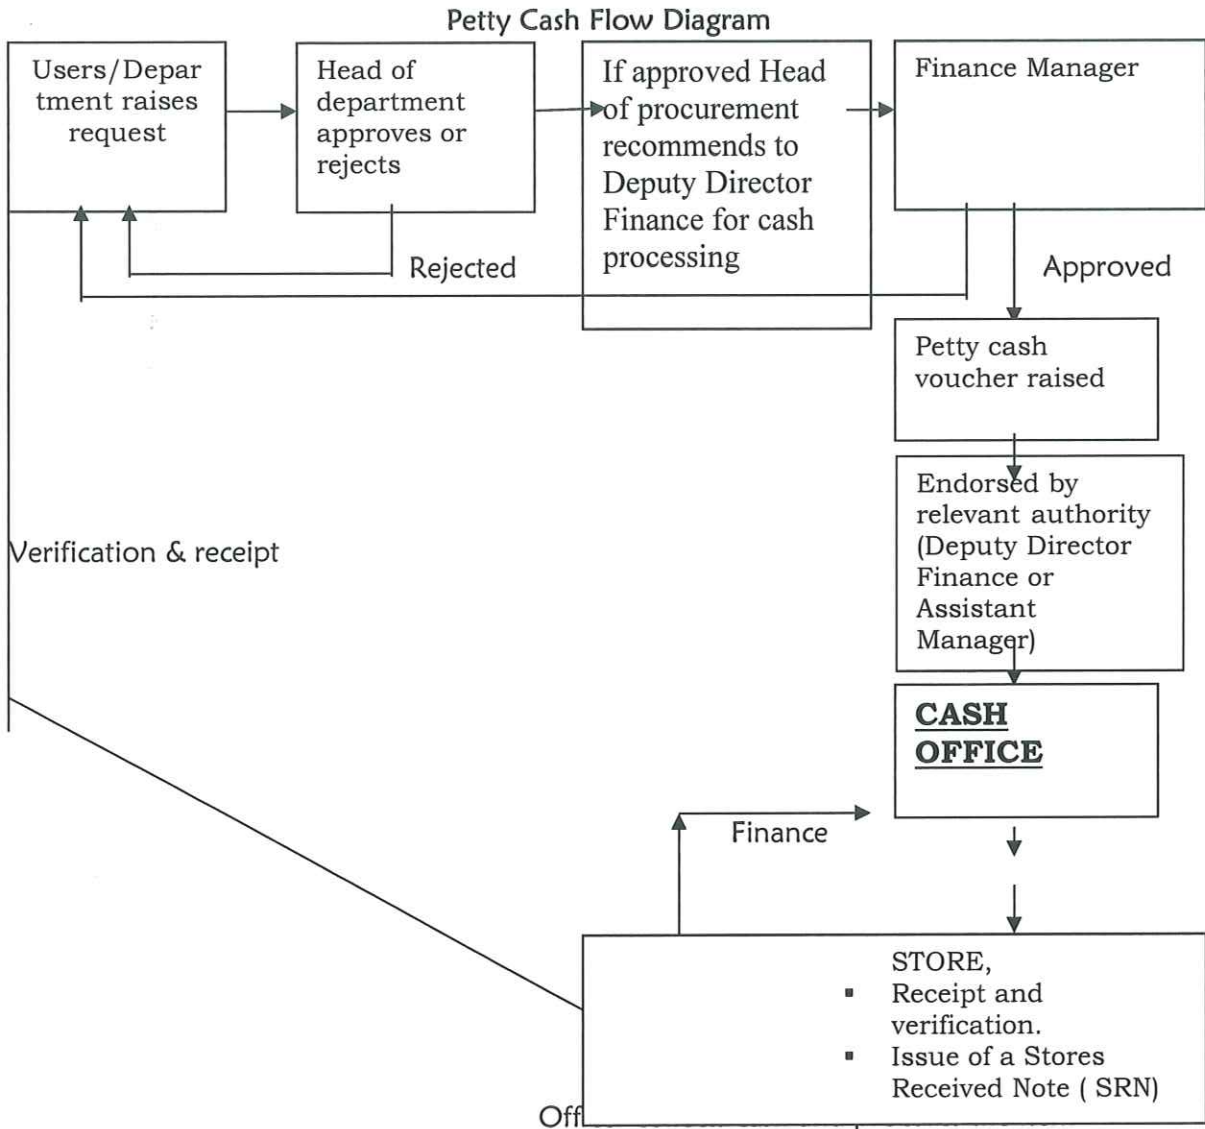 Petty Cash Flow Diagram
Users/Depar
tment raises
request
Head of
department
approves or
rejects
If approved Head
of procurement
recommends to
Deputy Director
Finance for cash
processing
Finance Manager
Rejected
Approved
Petty cash
voucher raised
Endorsed by
relevant authority
(Deputy Director
Finance or
Assistant
Manager)
Verification & receipt
CASH
OFFICE
Finance
STORE,
▪ Receipt and
verification.
▪ Issue of a Stores
Received Note ( SRN)